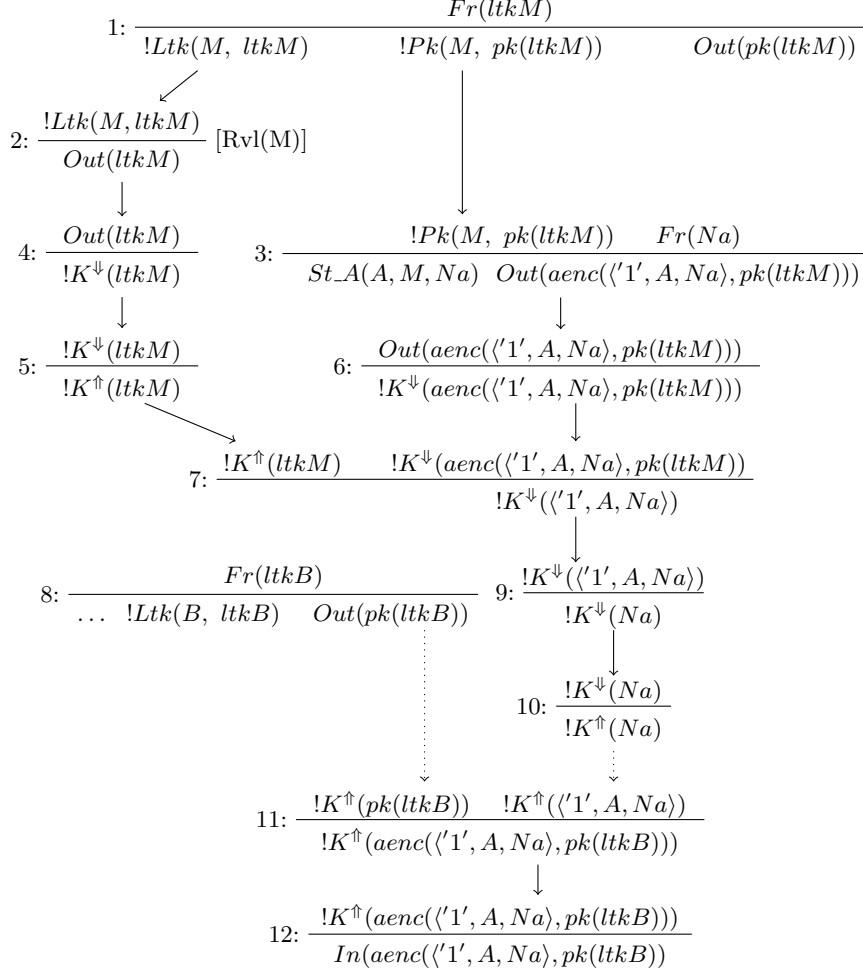 Fr(ltkM)
1: !Ltk(M, ltkM) !Pk(M, pk(ltkM)) Out(pk(ltkM))
!Ltk(M, ltkM)
2: [Rvl(M)]
Out(ltkM)
Out(ltkM)
4: !K⇓(ltkM)
!Pk(M, pk(ltkM)) Fr(Na)
3: St_A(A, M, Na) Out(aenc(⟨'1', A, Na⟩, pk(ltkM)))
!K⇓(ltkM)
5: !K⇑(ltkM)
Out(aenc(⟨'1', A, Na⟩, pk(ltkM)))
6: !K⇓(aenc(⟨'1', A, Na⟩, pk(ltkM)))
!K⇑(ltkM) !K⇓(aenc(⟨'1', A, Na⟩, pk(ltkM))
7: !K⇓(⟨'1', A, Na⟩)
Fr(ltkB)
8: ... !Ltk(B, ltkB) Out(pk(ltkB))
!K⇓(⟨'1', A, Na⟩)
9: !K⇓(Na)
!K⇓(Na)
10: !K⇑(Na)
!K⇑(pk(ltkB)) !K⇑(⟨'1', A, Na⟩)
11: !K⇑(aenc(⟨'1', A, Na⟩, pk(ltkB)))
!K⇑(aenc(⟨'1', A, Na⟩, pk(ltkB)))
12: In(aenc(⟨'1', A, Na⟩, pk(ltkB))